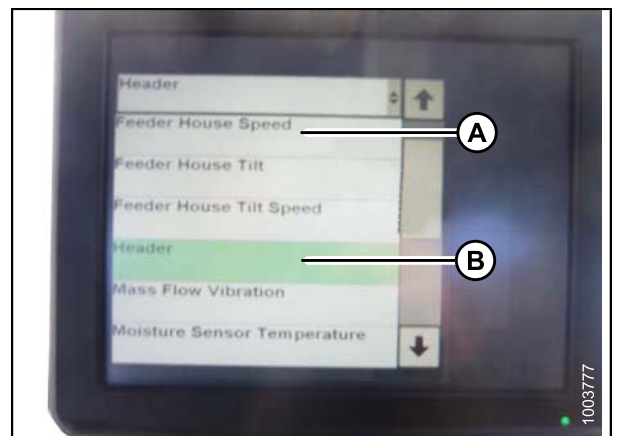 Header
Feeder House Speed
A
Feeder House Tilt
Feeder House Tilt Speed
Header
B
Mass Flow Vibration
Moisture Sensor Temperature
1003777